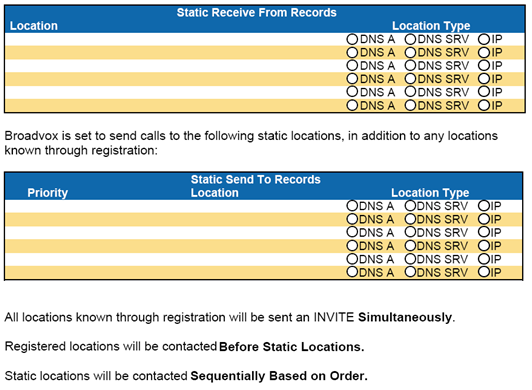 Static Receive From Records
Location Location Type
DNS A DNS SRV IP
DNS A DNS SRV IP
DNS A DNS SRV IP
DNS A DNS SRV IP
DNS A DNS SRV IP
DNS A DNS SRV IP
Broadvox is set to send calls to the following static locations, in addition to any locations
known through registration:
Static Send To Records
Priority Location Location Type
DNS A DNS SRV IP
DNS A DNS SRV IP
DNS A DNS SRV IP
DNS A DNS SRV IP
DNS A DNS SRV IP
DNS A DNS SRV IP
All locations known through registration will be sent an INVITE Simultaneously.
Registered locations will be contacted Before Static Locations.
Static locations will be contacted Sequentially Based on Order.